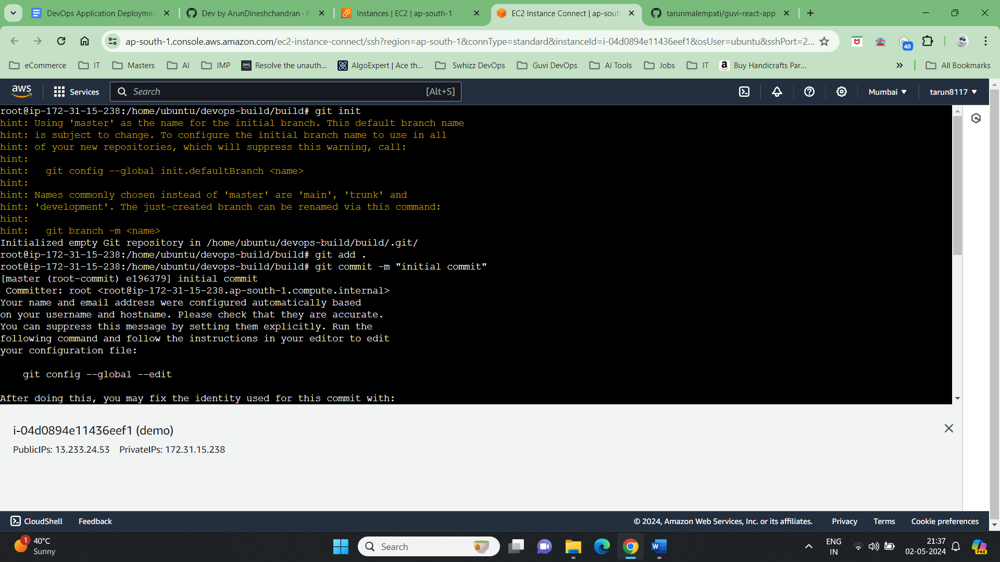 DevOps Application Deploymen
Dev by ArunDineshchandran · P
Instances | EC2 | ap-south-1
EC2 Instance Connect | ap-sout
tarunmalempati/guvi-react-app
ap-south-1.console.aws.amazon.com/ec2-instance-connect/ssh?region=ap-south-1&connType=standard&instanceId=i-04d0894e11436eef1&osUser=ubuntu&sshPort=2...
40
eCommerce
IT
Masters
AI
IMP
aws
Resolve the unauth...
AlgoExpert | Ace th...
Swhizz DevOps
Guvi DevOps
AI Tools
Jobs
IT
a
Buy Handicrafts Par...
All Bookmarks
aws
Services
Search
[Alt+S]
Mumbai
tarun8117
root@ip-172-31-15-238:/home/ubuntu/devops-build/build# git init
hint: Using 'master' as the name for the initial branch. This default branch name
hint: is subject to change. To configure the initial branch name to use in all
hint: of your new repositories, which will suppress this warning, call:
hint:
hint:   git config --global init.defaultBranch <name>
hint:
hint: Names commonly chosen instead of 'master' are 'main', 'trunk' and
hint: 'development'. The just-created branch can be renamed via this command:
hint:
hint:   git branch -m <name>
Initialized empty Git repository in /home/ubuntu/devops-build/build/.git/
root@ip-172-31-15-238:/home/ubuntu/devops-build/build# git add .
root@ip-172-31-15-238:/home/ubuntu/devops-build/build# git commit -m "initial commit"
[master (root-commit) e196379] initial commit
 Committer: root <root@ip-172-31-15-238.ap-south-1.compute.internal>
Your name and email address were configured automatically based
on your username and hostname. Please check that they are accurate.
You can suppress this message by setting them explicitly. Run the
following command and follow the instructions in your editor to edit
your configuration file:
    git config --global --edit
After doing this, you may fix the identity used for this commit with:
i-04d0894e11436eef1 (demo)
PublicIPs: 13.233.24.53    PrivateIPs: 172.31.15.238
CloudShell
Feedback
© 2024, Amazon Web Services, Inc. or its affiliates.
Privacy
Terms
Cookie preferences
1
40°C
Sunny
Search
W
ENG
IN
21:37
02-05-2024
PRE